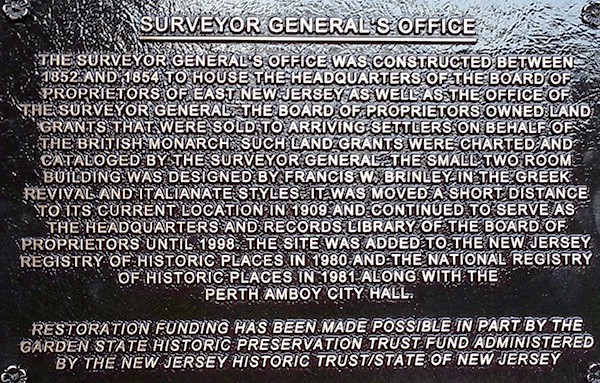 SURVEYOR GENERAL'S OFFICE
THE SURVEYOR GENERAL'S OFFICE WAS CONSTRUCTED BETWEEN
1852 AND 1854 TO HOUSE THE HEADQUARTERS OF THE BOARD OF
PROPRIETORS OF EAST NEW JERSEY AS WELL AS THE OFFICE OF
THE SURVEYOR GENERAL. THE BOARD OF PROPRIETORS OWNED LAND
GRANTS THAT WERE SOLD TO ARRIVING SETTLERS ON BEHALF OF
THE BRITISH MONARCH. SUCH LAND GRANTS WERE CHARTED AND
CATALOGED BY THE SURVEYOR GENERAL. THE SMALL TWO ROOM
BUILDING WAS DESIGNED BY FRANCIS W. BRINLEY IN THE GREEK
REVIVAL AND ITALIANATE STYLES. IT WAS MOVED A SHORT DISTANCE
TO ITS CURRENT LOCATION IN 1909 AND CONTINUED TO SERVE AS
THE HEADQUARTERS AND RECORDS LIBRARY OF THE BOARD OF
PROPRIETORS UNTIL 1998. THE SITE WAS ADDED TO THE NEW JERSEY
REGISTRY OF HISTORIC PLACES IN 1980 AND THE NATIONAL REGISTRY
OF HISTORIC PLACES IN 1981 ALONG WITH THE
PERTH AMBOY CITY HALL.
RESTORATION FUNDING HAS BEEN MADE POSSIBLE IN PART BY THE
GARDEN STATE HISTORIC PRESERVATION TRUST FUND ADMINISTERED
BY THE NEW JERSEY HISTORIC TRUST/STATE OF NEW JERSEY